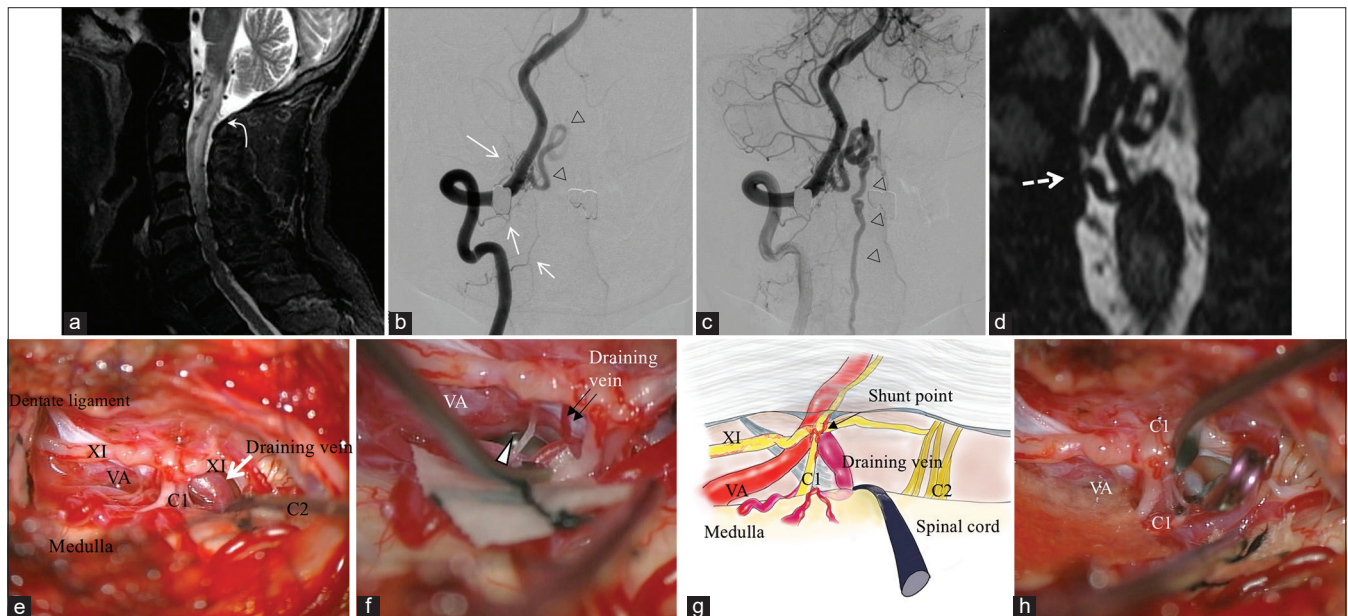 a
b
c
d
Dentate ligament
XI
VA
C1
XI
Draining vein
C2
Medulla
e
Draining
vein
VA
f
Shunt point
XI
Draining vein
VA
C1
C2
Medulla
Spinal cord
g
C1
VA
C1
h